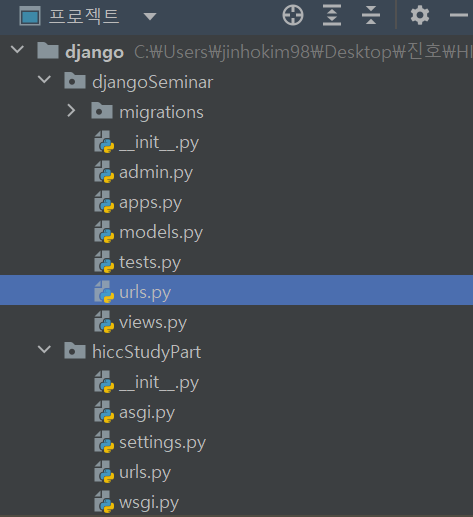 프로젝트
django C:₩Users₩jinhokim98₩Desktop₩진호₩HI
djangoSeminar
migrations
__init__.py
admin.py
apps.py
models.py
tests.py
urls.py
views.py
hiccStudyPart
__init__.py
asgi.py
settings.py
urls.py
wsgi.py